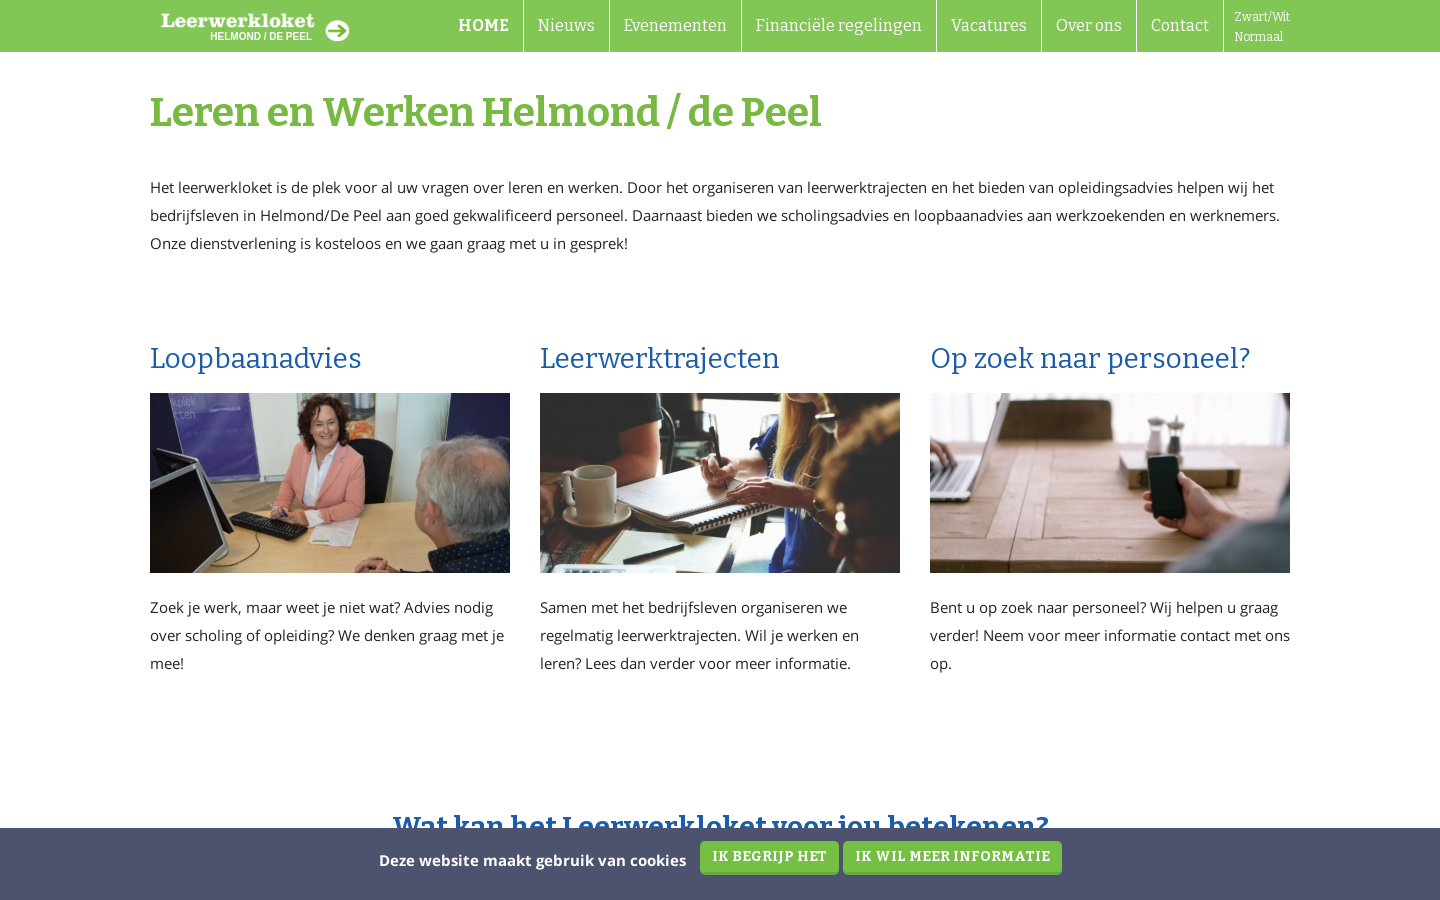 Leerwerkloket
HELMOND / DE PEEL
HOME
Nieuws
Evenementen
Financiële regelingen
Vacatures
Over ons
Contact
Zwart/Wit
Normaal
Leren en Werken Helmond / de Peel
Het leerwerkloket is de plek voor al uw vragen over leren en werken. Door het organiseren van leerwerktrajecten en het bieden van opleidingsadvies helpen wij het
bedrijfsleven in Helmond/De Peel aan goed gekwalificeerd personeel. Daarnaast bieden we scholingsadvies en loopbaanadvies aan werkzoekenden en werknemers.
Onze dienstverlening is kosteloos en we gaan graag met u in gesprek!
Loopbaanadvies
Zoek je werk, maar weet je niet wat? Advies nodig
over scholing of opleiding? We denken graag met je
mee!
Leerwerktrajecten
Samen met het bedrijfsleven organiseren we
regelmatig leerwerktrajecten. Wil je werken en
leren? Lees dan verder voor meer informatie.
Op zoek naar personeel?
Bent u op zoek naar personeel? Wij helpen u graag
verder! Neem voor meer informatie contact met ons
op.
Wat kan het Leerwerkloket voor jou betekenen?
Deze website maakt gebruik van cookies
IK BEGRIJP HET
IK WIL MEER INFORMATIE